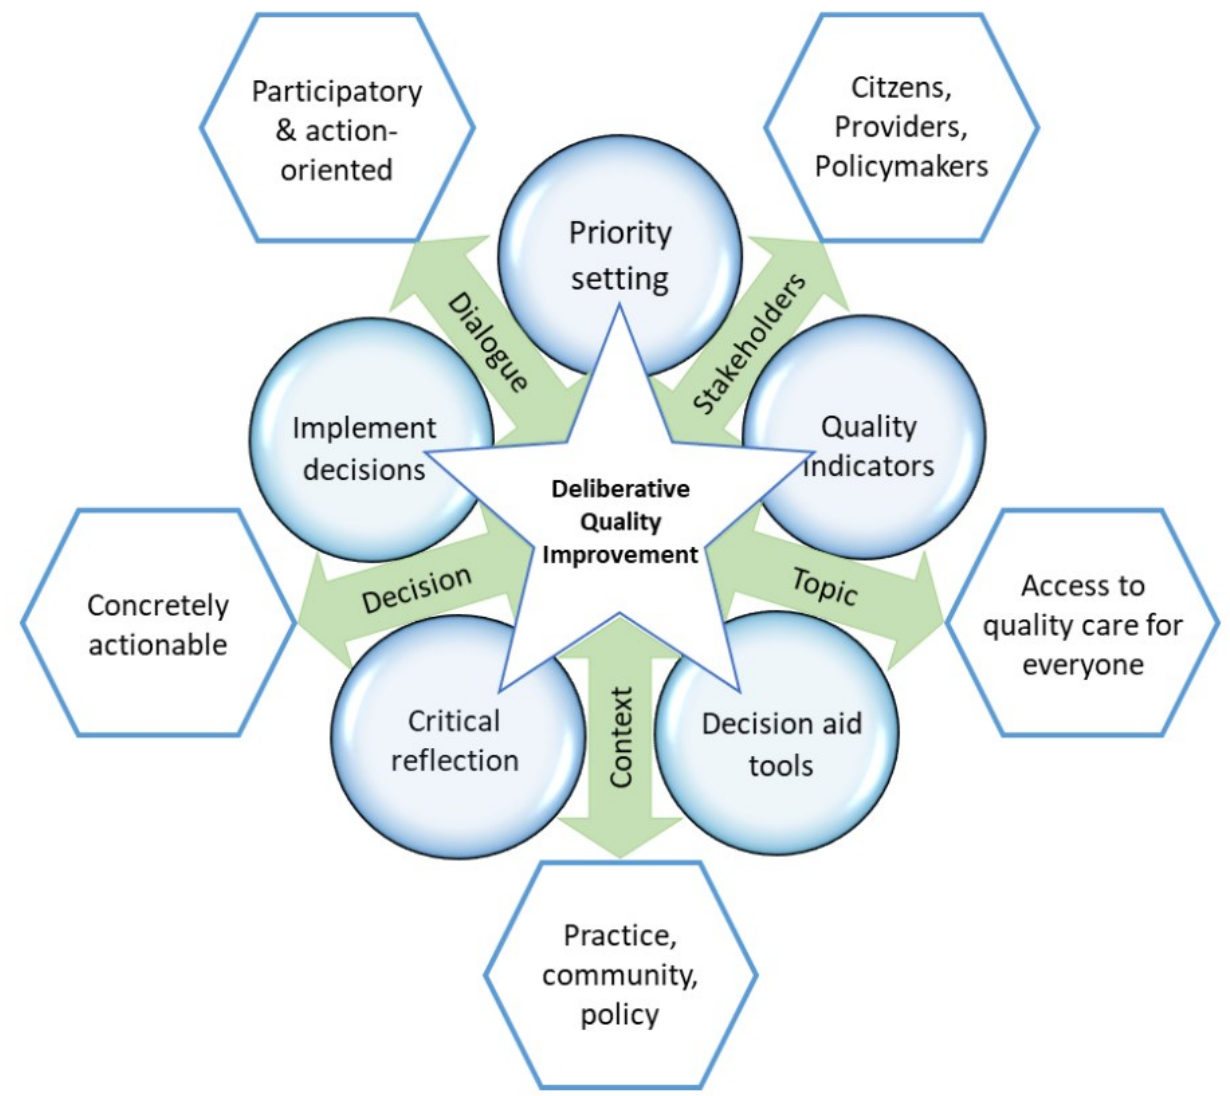 Participatory
& action-
oriented
Citzens,
Providers,
Policymakers
Priority
setting
Dialogue
Stakeholders
Implement
decisions
Quality
indicators
Deliberative
Quality
Improvement
Concretely
actionable
Decision
Topic
Access to
quality care for
everyone
Critical
reflection
Context
Decision aid
tools
Practice,
community,
policy